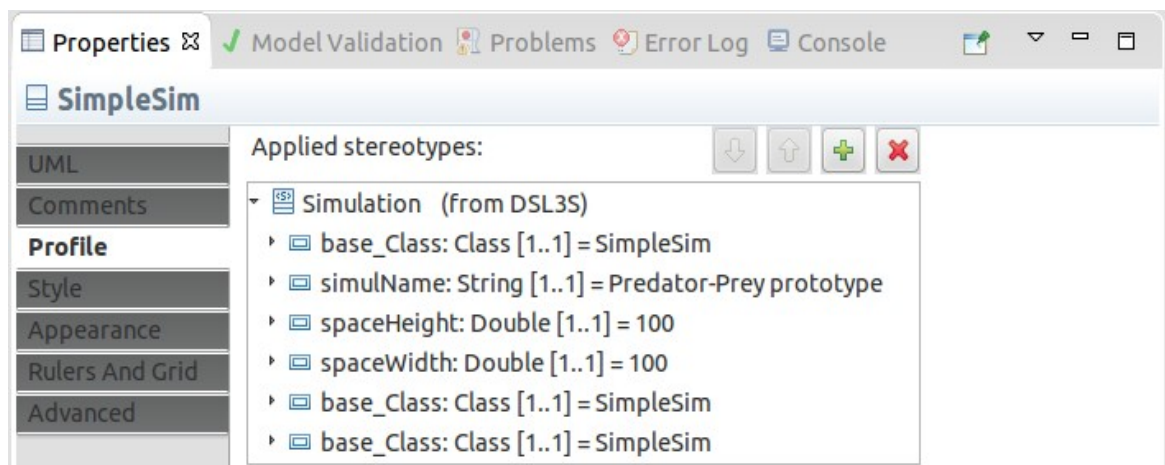 Properties Model Validation Problems Error Log Console
SimpleSim
Applied stereotypes:
UML
Comments
Profile
Style
Appearance
Rulers And Grid
Advanced
Simulation (from DSL3S)
base_Class: Class [1..1] = SimpleSim
simulName: String [1..1] = Predator-Prey prototype
spaceHeight: Double [1..1] = 100
spaceWidth: Double [1..1] = 100
base_Class: Class [1..1] = SimpleSim
base_Class: Class [1..1] = SimpleSim